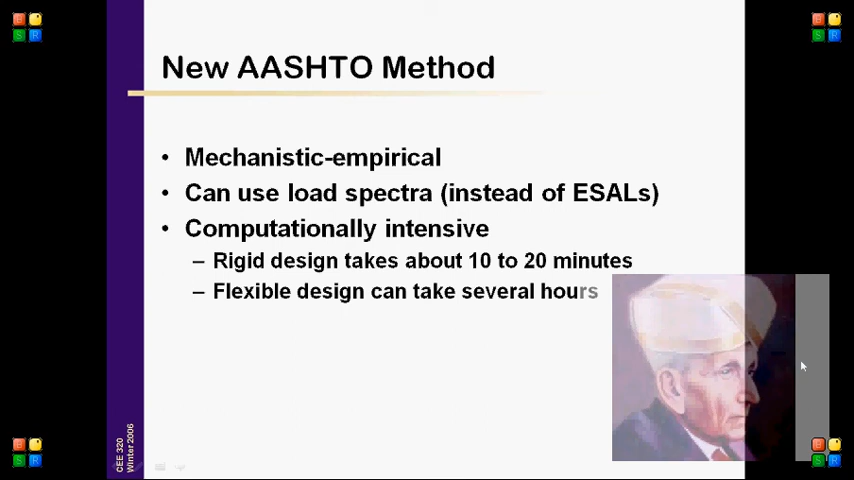 New AASHTO Method
• Mechanistic-empirical
• Can use load spectra (instead of ESALs)
• Computationally intensive
– Rigid design takes about 10 to 20 minutes
– Flexible design can take several hours
CEE 320
Winter 2006
B
S R
B
S R
B
S R
B
S R